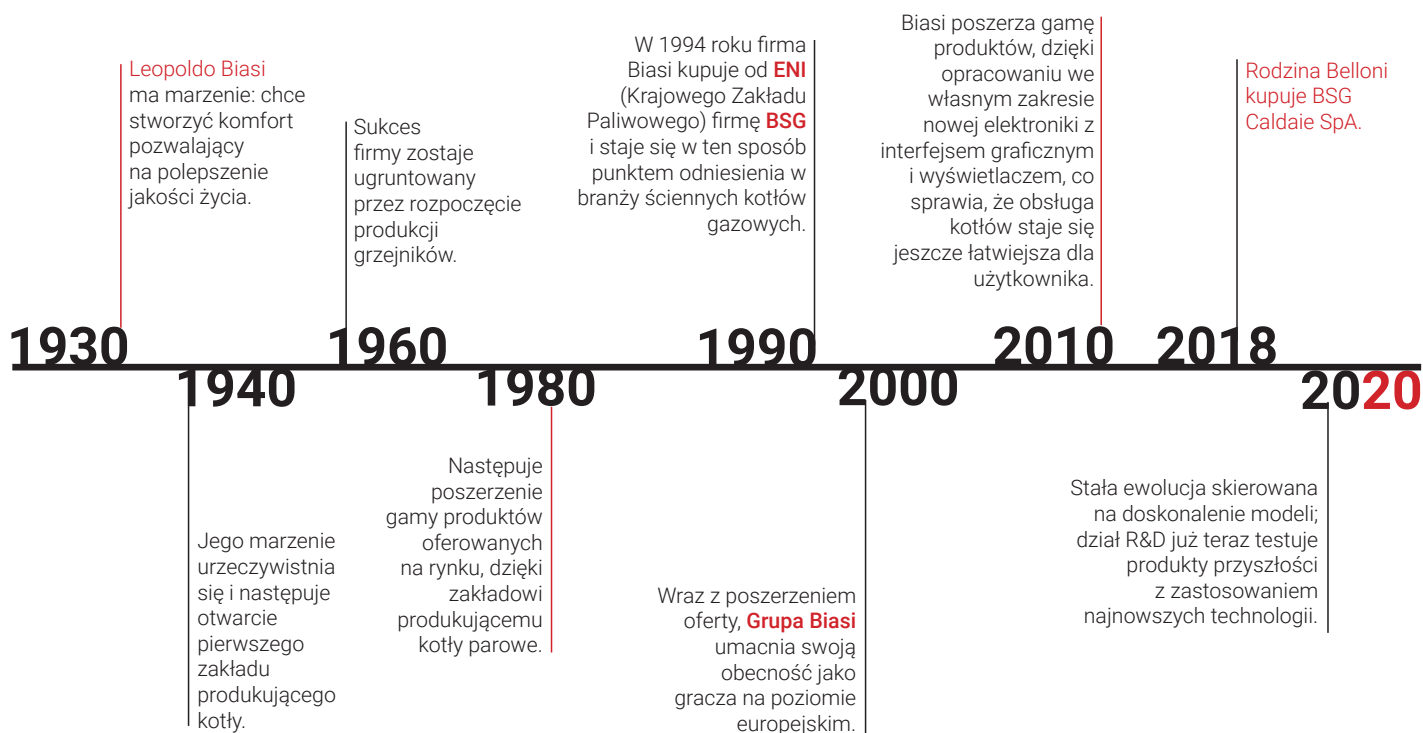 Leopoldo Biasi
ma marzenie: chce
stworzyć komfort
pozwalający
na polepszenie
jakości życia.
Sukces
firmy zostaje
ugruntowany
przez rozpoczęcie
produkcji
grzejników.
W 1994 roku firma
Biasi kupuje od ENI
(Krajowego Zakładu
Paliwowego) firmę BSG
i staje się w ten sposób
punktem odniesienia w
branży ściennych kotłów
gazowych.
Biasi poszerza gamę
produktów, dzięki
opracowaniu we
własnym zakresie
nowej elektroniki z
interfejsem graficznym
i wyświetlaczem, co
sprawia, że obsługa
kotłów staje się
jeszcze łatwiejsza dla
użytkownika.
Rodzina Belloni
kupuje BSG
Caldaie SpA.
1930 1960 1990 2010 2018
1940 1980 2000 2020
Jego marzenie
urzeczywistnia
się i następuje
otwarcie
pierwszego
zakładu
produkującego
kotły.
Następuje
poszerzenie
gamy produktów
oferowanych
na rynku, dzięki
zakładowi
produkującemu
kotły parowe.
Wraz z poszerzeniem
oferty, Grupa Biasi
umacnia swoją
obecność jako
gracza na poziomie
europejskim.
Stała ewolucja skierowana
na doskonalenie modeli;
dział R&D już teraz testuje
produkty przyszłości
z zastosowaniem
najnowszych technologii.